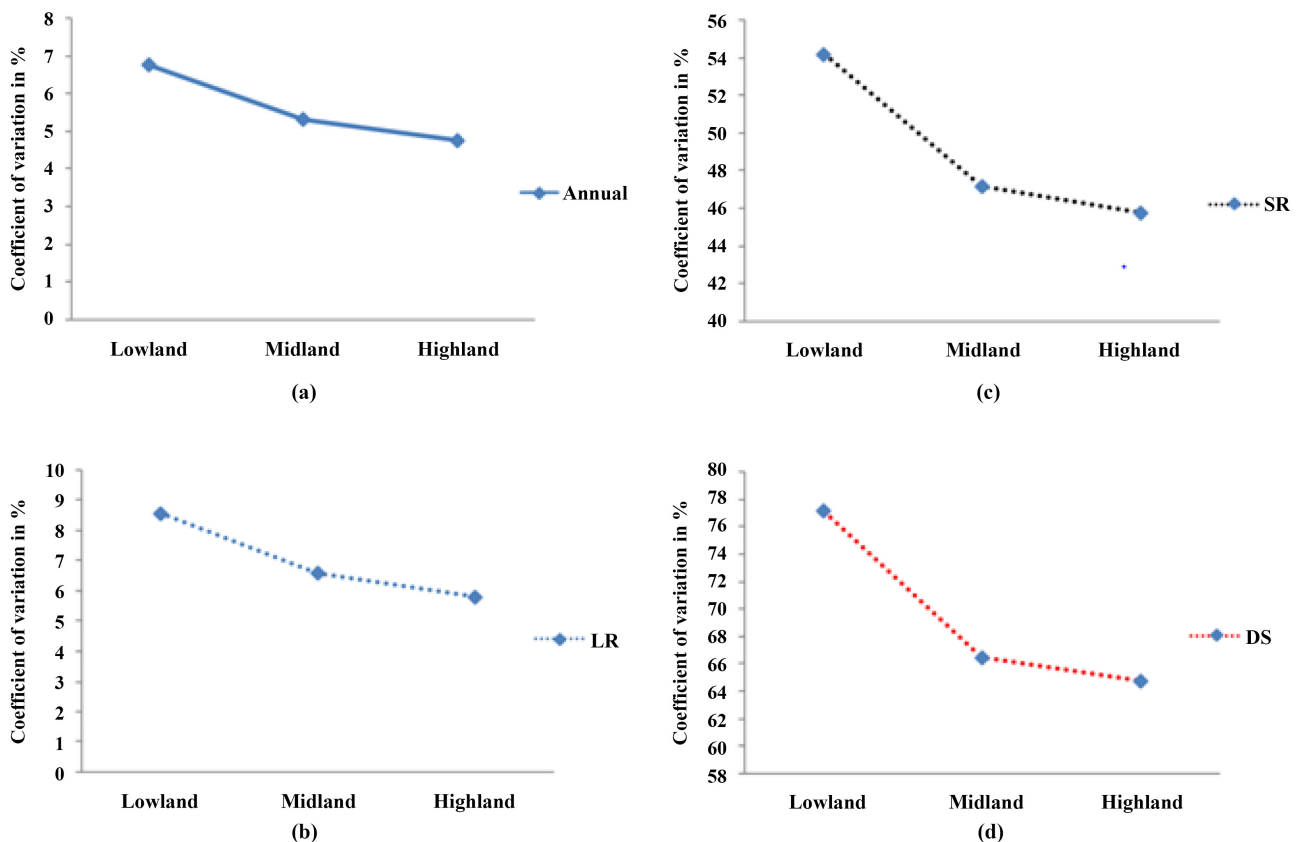 Coefficient of variation in %
8
7
6
5
4
3
2
1
0
Lowland Midland Highland
Annual
(a)
Coefficient of variation in %
56
54
52
50
48
46
44
42
40
Lowland Midland Highland
SR
(c)
Coefficient of variation in %
10
9
8
7
6
5
4
3
2
1
0
Lowland Midland Highland
LR
(b)
Coefficient of variation in %
80
78
76
74
72
70
68
66
64
62
60
58
Lowland Midland Highland
DS
(d)